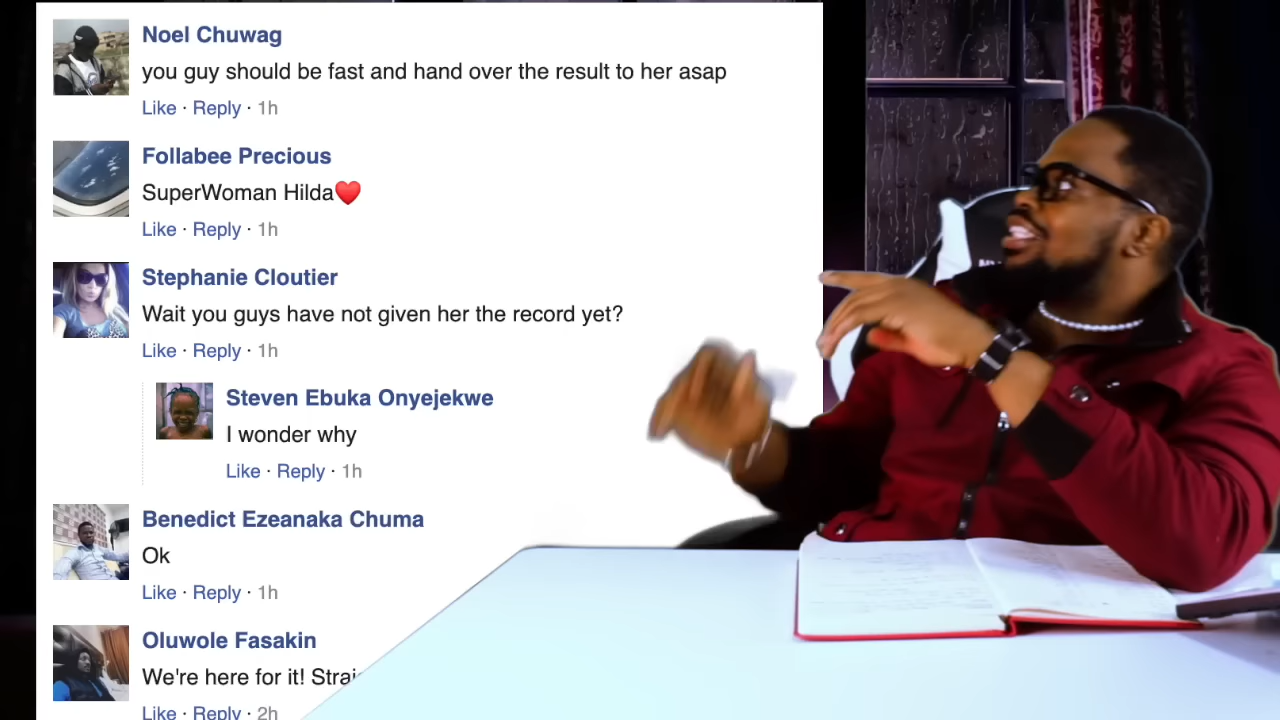 Noel Chuwag
you guy should be fast and hand over the result to her asap
Like · Reply · 1h
Follabee Precious
SuperWoman Hilda❤️
Like · Reply · 1h
Stephanie Cloutier
Wait you guys have not given her the record yet?
Like · Reply · 1h
Steven Ebuka Onyejekwe
I wonder why
Like · Reply · 1h
Benedict Ezeanaka Chuma
Ok
Like · Reply · 1h
Oluwole Fasakin
We're here for it!
Like · Reply · 2h